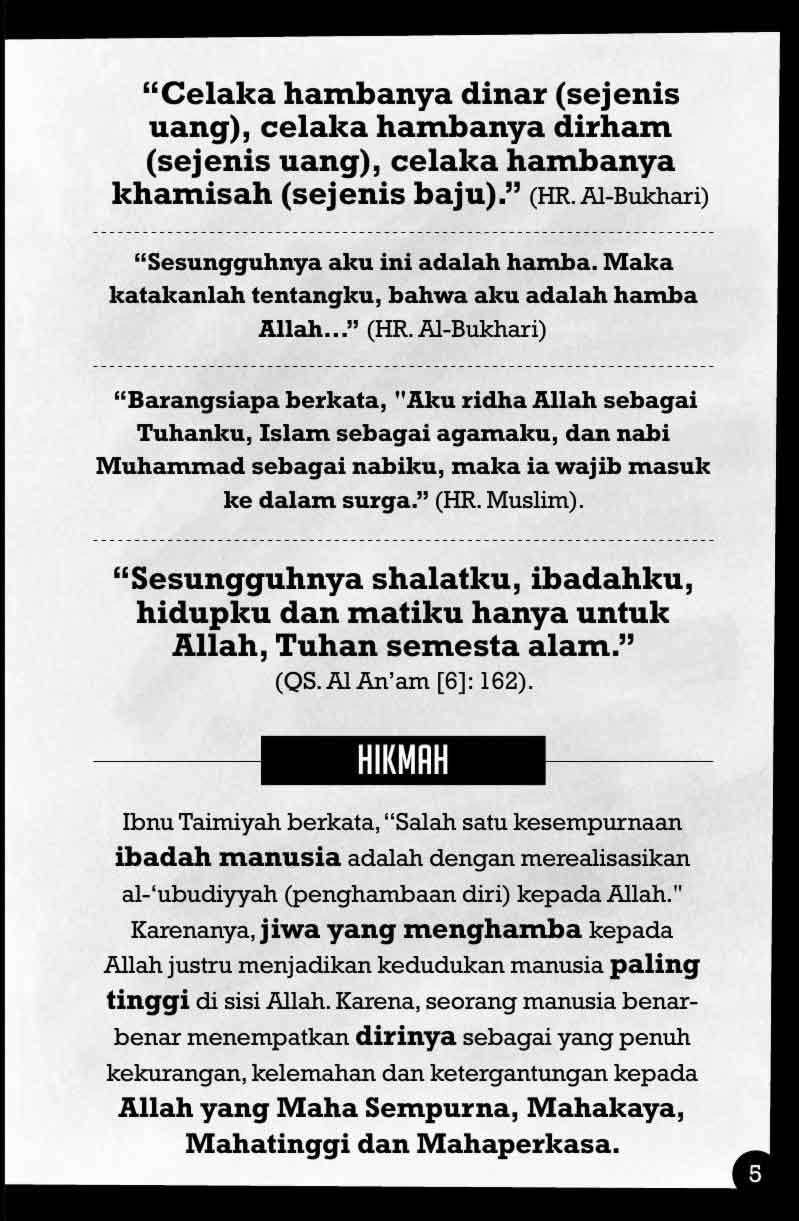 “Celaka hambanya dinar (sejenis
uang), celaka hambanya dirham
(sejenis uang), celaka hambanya
khamisah (sejenis baju).” (HR. Al-Bukhari)
“Sesungguhnya aku ini adalah hamba. Maka
katakanlah tentangku, bahwa aku adalah hamba
Allah...” (HR. Al-Bukhari)
“Barangsiapa berkata, "Aku ridha Allah sebagai
Tuhanku, Islam sebagai agamaku, dan nabi
Muhammad sebagai nabiku, maka ia wajib masuk
ke dalam surga.” (HR. Muslim).
“Sesungguhnya shalatku, ibadahku,
hidupku dan matiku hanya untuk
Allah, Tuhan semesta alam.”
(QS. Al An’am [6]: 162).
HIKMAH
Ibnu Taimiyah berkata, “Salah satu kesempurnaan
ibadah manusia adalah dengan merealisasikan
al-‘ubudiyyah (penghambaan diri) kepada Allah."
Karenanya, jiwa yang menghamba kepada
Allah justru menjadikan kedudukan manusia paling
tinggi di sisi Allah. Karena, seorang manusia benar-
benar menempatkan dirinya sebagai yang penuh
kekurangan, kelemahan dan ketergantungan kepada
Allah yang Maha Sempurna, Mahakaya,
Mahatinggi dan Mahaperkasa.
5